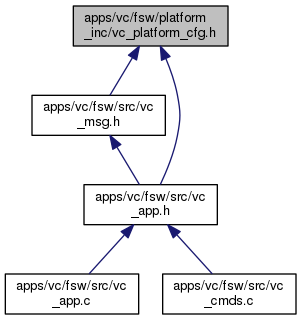 apps/vc/fsw/platform
_inc/vc_platform_cfg.h
apps/vc/fsw/src/vc
_msg.h
apps/vc/fsw/src/vc
_app.h
apps/vc/fsw/src/vc
_app.c
apps/vc/fsw/src/vc
_cmds.c